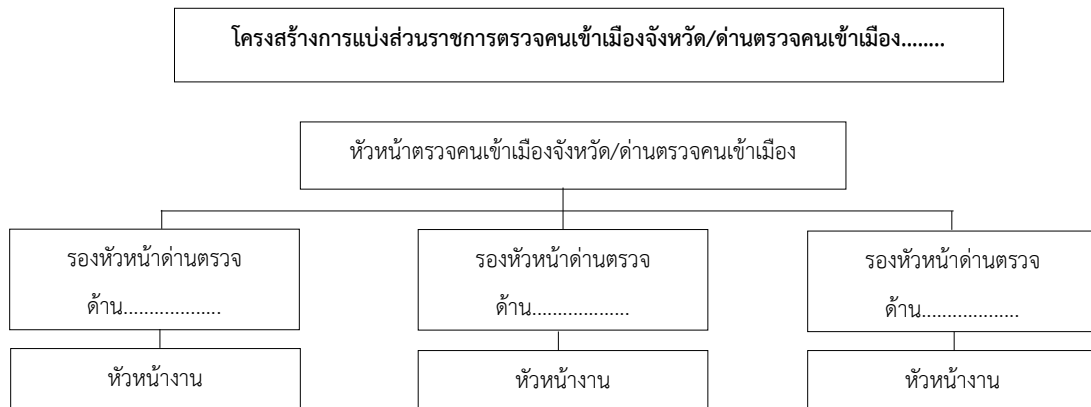 โครงสร้างการแบ่งส่วนราชการตรวจคนเข้าเมืองจังหวัด/ด่านตรวจคนเข้าเมือง........
หัวหน้าตรวจคนเข้าเมืองจังหวัด/ด่านตรวจคนเข้าเมือง
รองหัวหน้าด่านตรวจ
ด้าน...................
รองหัวหน้าด่านตรวจ
ด้าน...................
รองหัวหน้าด่านตรวจ
ด้าน...................
หัวหน้างาน
หัวหน้างาน
หัวหน้างาน